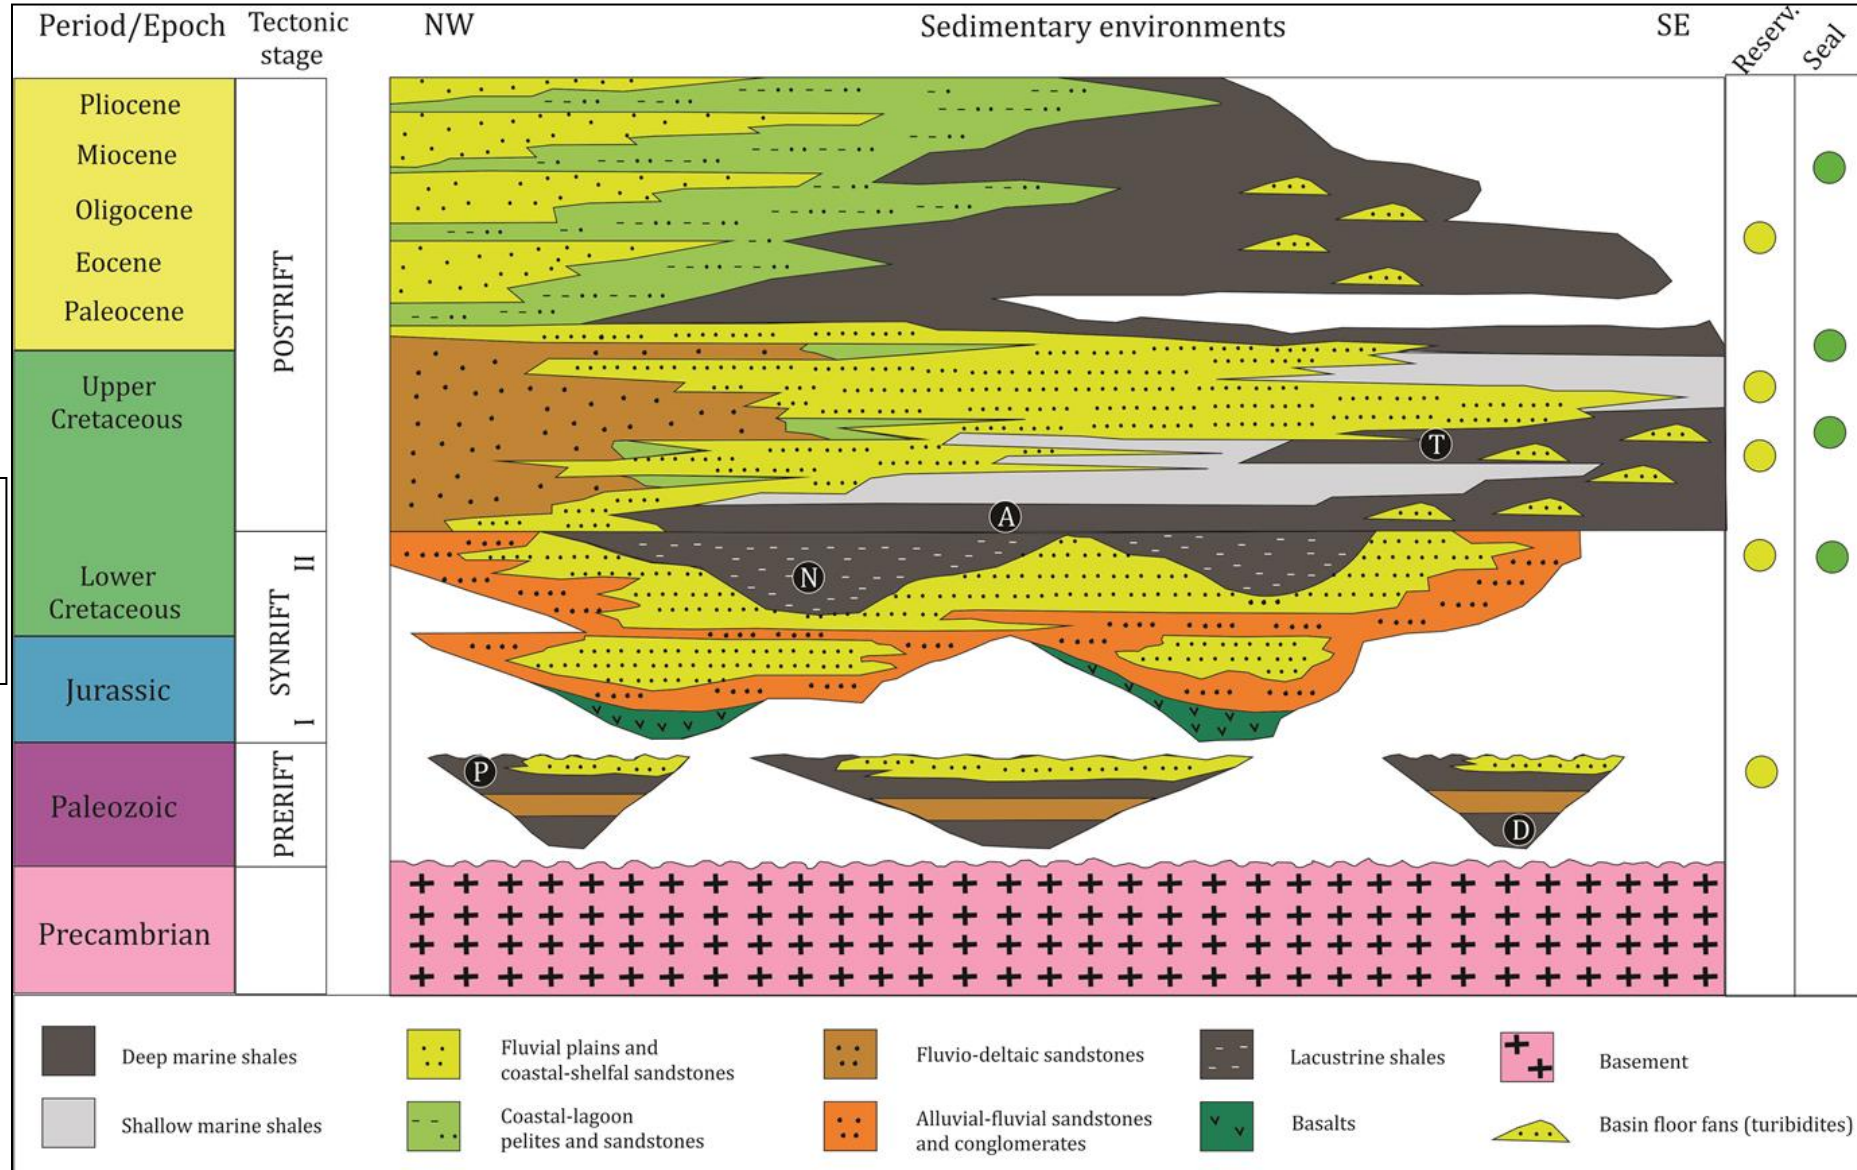 Period/Epoch
Tectonic
stage
NW
Sedimentary environments
SE
Reserv.
Seal
Pliocene
Miocene
Oligocene
Eocene
Paleocene
Upper
Cretaceous
Lower
Cretaceous
Jurassic
Paleozoic
Precambrian
POSTRIFT
SYNRIFT
II
I
PRERIFT
T
A
N
P
D
Deep marine shales
Shallow marine shales
Fluvial plains and
coastal-shelfal sandstones
Coastal-lagoon
pelites and sandstones
Fluvio-deltaic sandstones
Alluvial-fluvial sandstones
and conglomerates
Lacustrine shales
Basalts
Basement
Basin floor fans (turibidites)